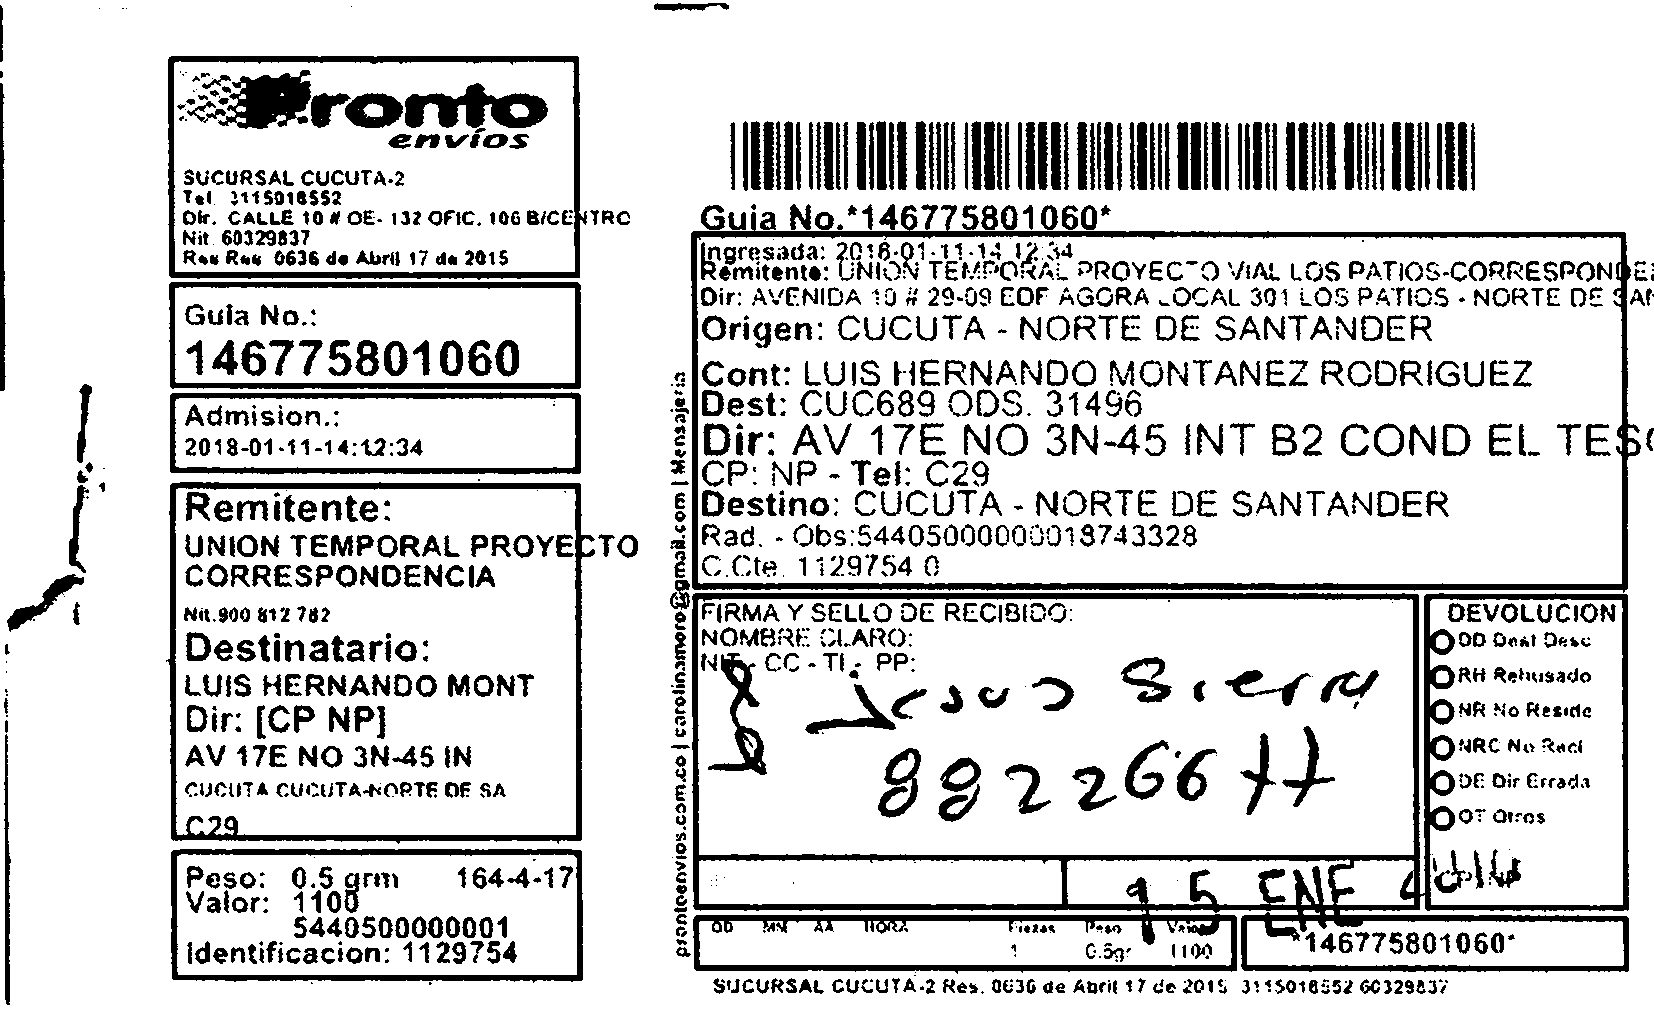 Pronto
envíos
SUCURSAL CUCUTA-2
Tel 3115018552
Dir. CALLE 10 # OE- 132 OFIC. 106 B/CENTRO
Nit 60329837
Res Res 0636 de Abril 17 de 2015
Guia No.:
146775801060
Admision.:
2018-01-11-14:12:34
Remitente:
UNION TEMPORAL PROYECTO
CORRESPONDENCIA
Nit.900 812 782
Destinatario:
LUIS HERNANDO MONT
Dir: [CP NP]
AV 17E NO 3N-45 IN
CUCUTA CUCUTA-NORTE DE SA
C29
Peso: 0.5 grm 164-4-17
Valor: 1100
5440500000001
Identificacion: 1129754
prontoenvios.com.co | carolinamoro@gmail.com | Mensajeria
Guia No.*146775801060*
Ingresada: 2018-01-11-14 12:34
Remitente: UNION TEMPORAL PROYECTO VIAL LOS PATIOS-CORRESPONDE
Dir: AVENIDA 10 # 29-09 EDF AGORA LOCAL 301 LOS PATIOS - NORTE DE SAN
Origen: CUCUTA - NORTE DE SANTANDER
Cont: LUIS HERNANDO MONTANEZ RODRIGUEZ
Dest: CUC689 ODS. 31496
Dir: AV 17E NO 3N-45 INT B2 COND EL TESO
CP: NP - Tel: C29
Destino: CUCUTA - NORTE DE SANTANDER
Rad. - Obs:544050000000018743328
C.Cte. 1129754 0
FIRMA Y SELLO DE RECIBIDO:
NOMBRE CLARO:
NIT - CC - TI - PP:
Jesus Sierra
88226677
15 ENE
DEVOLUCION
DD Dest Desc
RH Rehusado
NR No Reside
NRC No Recl
DE Dir Errada
OT Otros
DD MM AA HORA Piezas Peso Valor
1 0.5gr 1100
*146775801060*
SUCURSAL CUCUTA-2 Res. 0636 de Abril 17 de 2015 3115018552 60329837